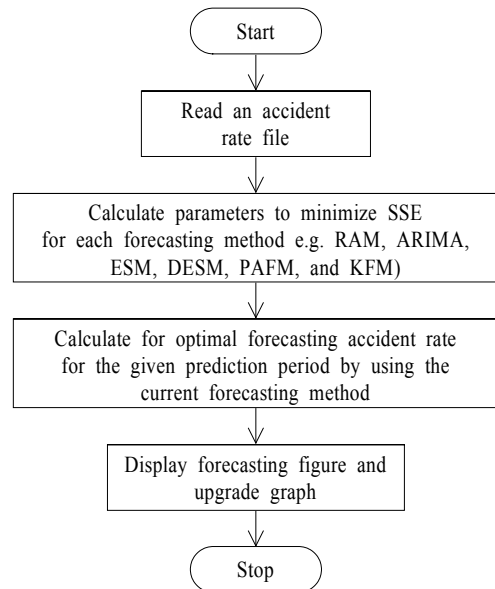 Start
Read an accident
rate file
Calculate parameters to minimize SSE
for each forecasting method e.g. RAM, ARIMA,
ESM, DESM, PAFM, and KFM)
Calculate for optimal forecasting accident rate
for the given prediction period by using the
current forecasting method
Display forecasting figure and
upgrade graph
Stop